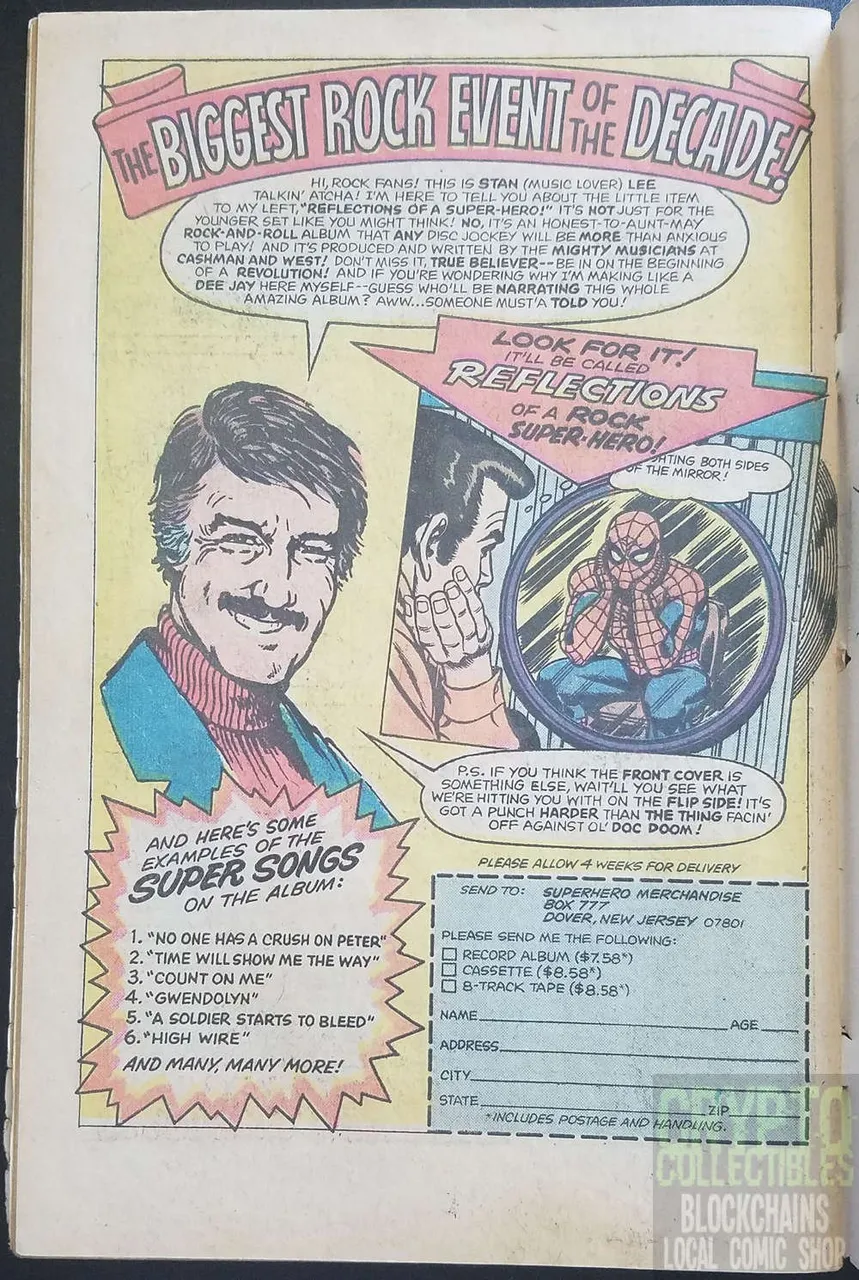 THE BIGGEST ROCK EVENT OF THE DECADE!
HI, ROCK FANS! THIS IS STAN (MUSIC LOVER) LEE
TALKIN' ATCHA! I'M HERE TO TELL YOU ABOUT THE LITTLE ITEM
TO MY LEFT, "REFLECTIONS OF A SUPER-HERO!" IT'S NOT JUST FOR THE
YOUNGER SET LIKE YOU MIGHT THINK! NO, IT'S AN HONEST-TO-AUNT-MAY
ROCK-AND-ROLL ALBUM THAT ANY DISC JOCKEY WILL BE MORE THAN ANXIOUS
TO PLAY! AND IT'S PRODUCED AND WRITTEN BY THE MIGHTY MUSICIANS AT
CASHMAN AND WEST! DON'T MISS IT, TRUE BELIEVER--BE IN ON THE BEGINNING
OF A REVOLUTION! AND IF YOU'RE WONDERING WHY I'M MAKING LIKE A
DEE JAY HERE MYSELF--GUESS WHO'LL BE NARRATING THIS WHOLE
AMAZING ALBUM? AWW...SOMEONE MUST'A TOLD YOU!
LOOK FOR IT!
IT'LL BE CALLED
REFLECTIONS
OF A ROCK
SUPER-HERO!
HTING BOTH SIDES
OF THE MIRROR!
P.S. IF YOU THINK THE FRONT COVER IS
SOMETHING ELSE, WAIT'LL YOU SEE WHAT
WE'RE HITTING YOU WITH ON THE FLIP SIDE! IT'S
GOT A PUNCH HARDER THAN THE THING FACIN'
OFF AGAINST OL' DOC DOOM!
AND HERE'S SOME
EXAMPLES OF THE
SUPER SONGS
ON THE ALBUM:
1. "NO ONE HAS A CRUSH ON PETER"
2. "TIME WILL SHOW ME THE WAY"
3. "COUNT ON ME"
4. "GWENDOLYN"
5. "A SOLDIER STARTS TO BLEED"
6. "HIGH WIRE"
AND MANY, MANY MORE!
PLEASE ALLOW 4 WEEKS FOR DELIVERY
SEND TO: SUPERHERO MERCHANDISE
BOX 777
DOVER, NEW JERSEY 07801
PLEASE SEND ME THE FOLLOWING:
RECORD ALBUM ($7.58*)
CASSETTE ($8.58*)
8-TRACK TAPE ($8.58*)
NAME AGE
ADDRESS
CITY
STATE ZIP
*INCLUDES POSTAGE AND HANDLING.
CRYPTO
COLLECTIBLES
BLOCKCHAINS
LOCAL COMIC SHOP